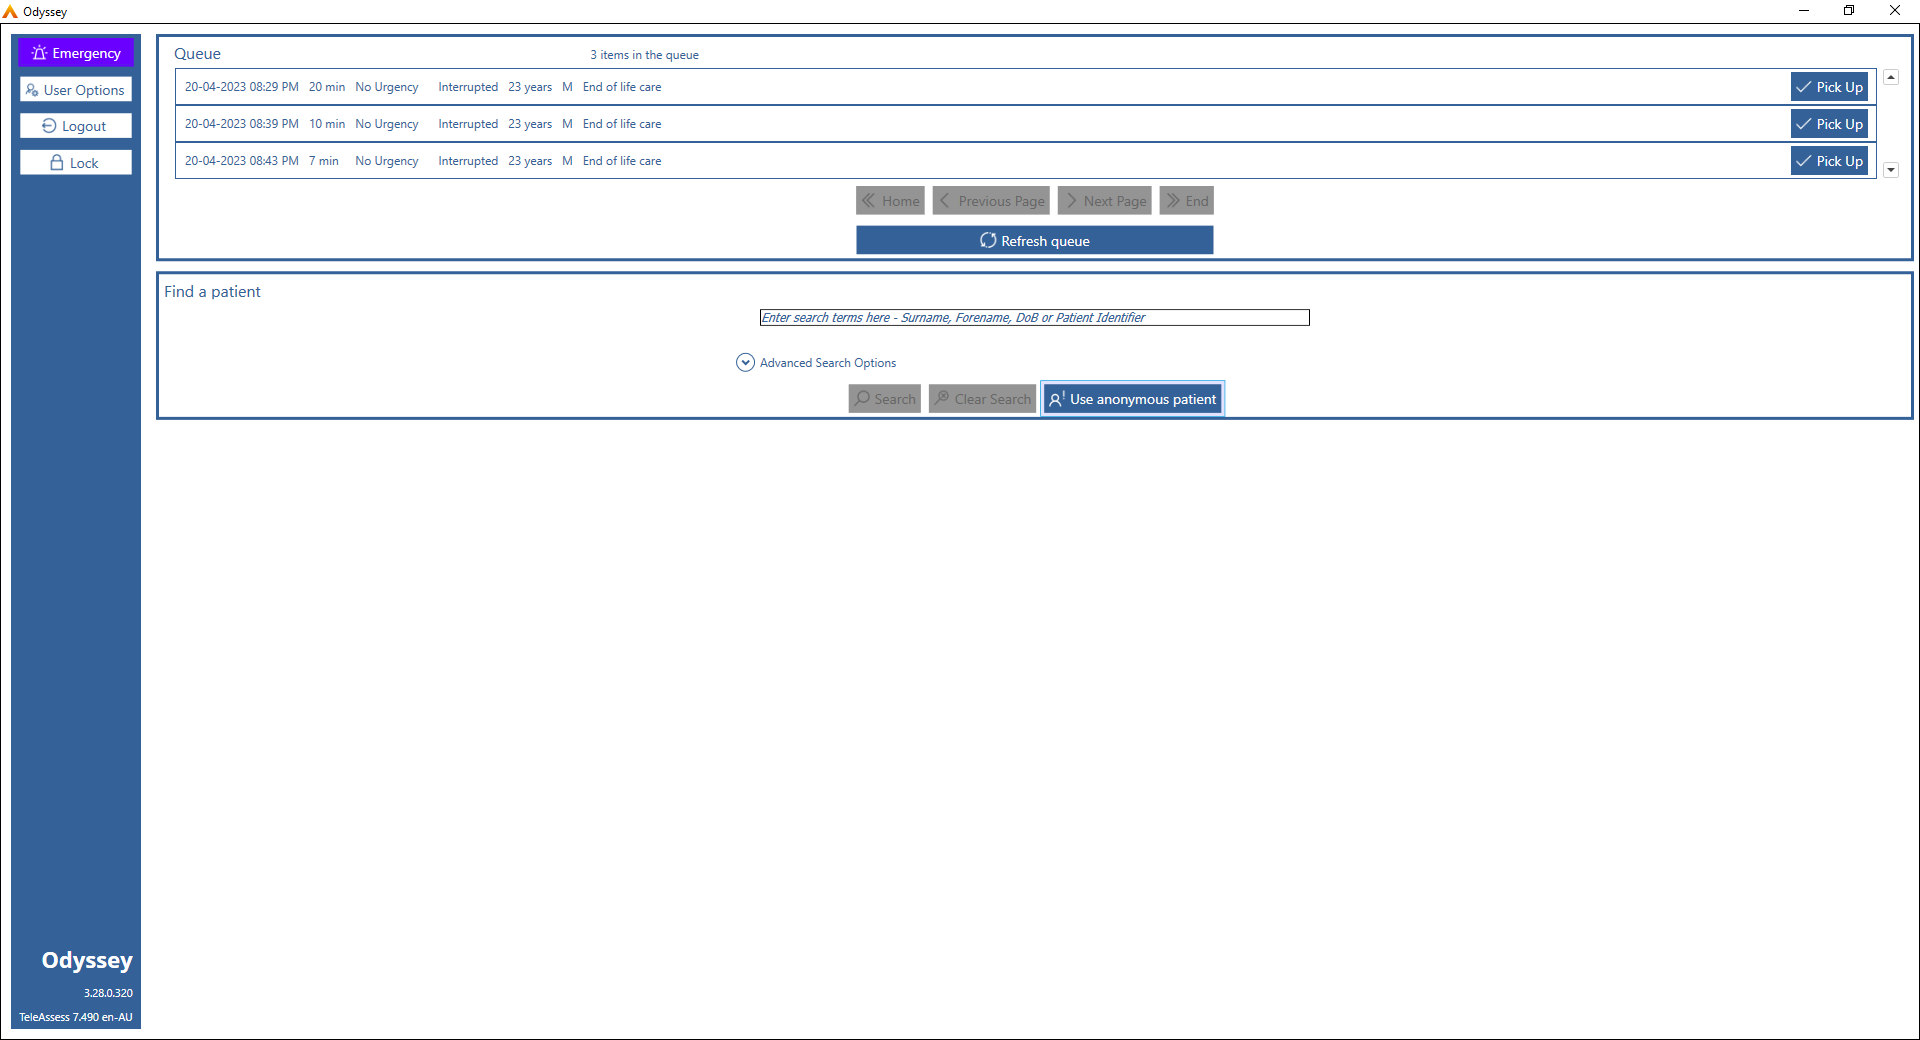 Odyssey
Emergency
User Options
Logout
Lock
Queue 3 items in the queue
20-04-2023 08:29 PM 20 min No Urgency Interrupted 23 years M End of life care Pick Up
20-04-2023 08:39 PM 10 min No Urgency Interrupted 23 years M End of life care Pick Up
20-04-2023 08:43 PM 7 min No Urgency Interrupted 23 years M End of life care Pick Up
Home Previous Page Next Page End
Refresh queue
Find a patient
Enter search terms here - Surname, Forename, DoB or Patient Identifier
Advanced Search Options
Search Clear Search Use anonymous patient
Odyssey
3.28.0.320
TeleAssess 7.490 en-AU